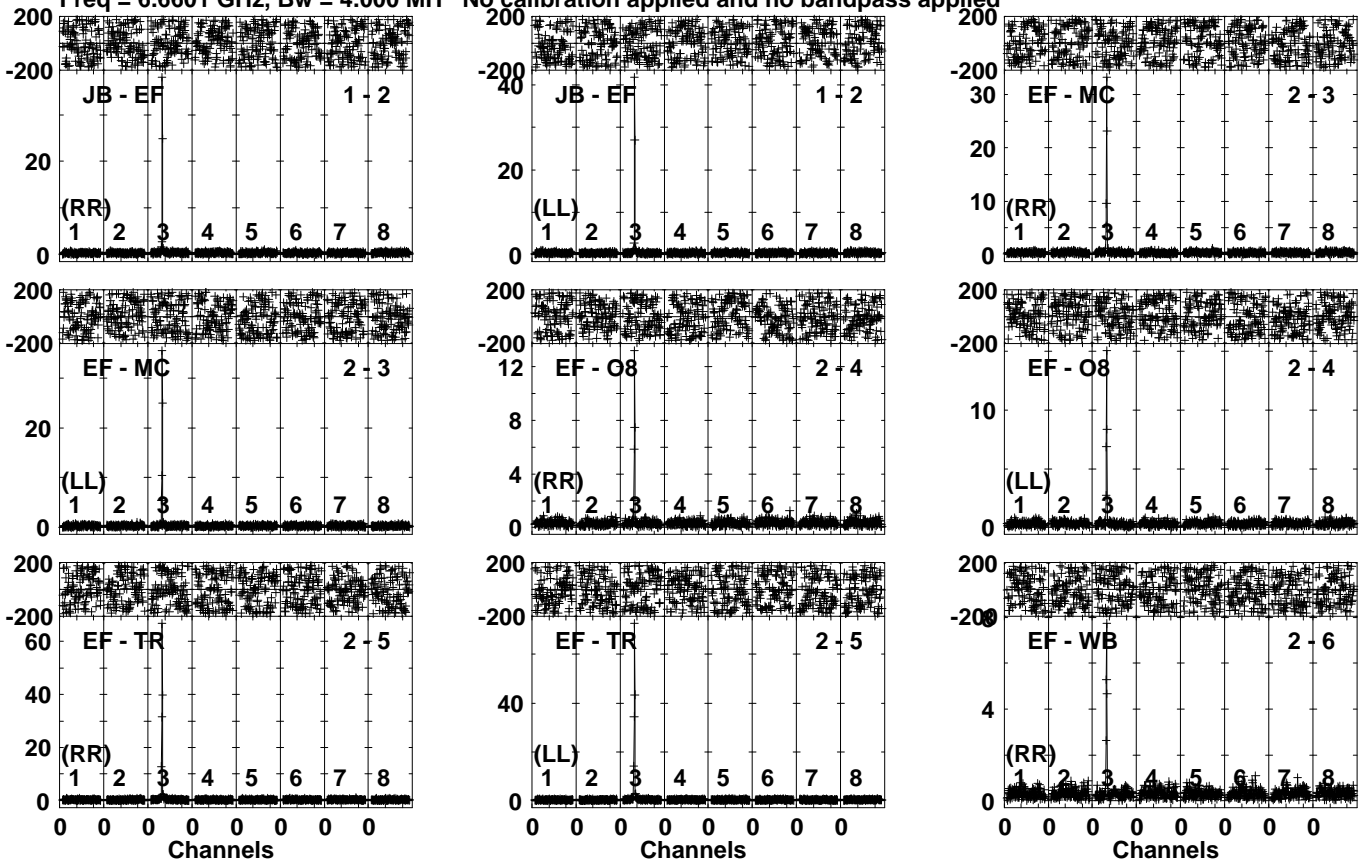 Freq = 6.6601 GHz, Bw = 4.000 MH No calibration applied and no bandpass applied
200 200 200
-200 -200 -200
JB - EF 1 - 2 JB - EF 1 - 2 EF - MC 2 - 3
40 30
20 20 20
10
(RR) (LL) (RR)
1 2 3 4 5 6 7 8 1 2 3 4 5 6 7 8 1 2 3 4 5 6 7 8
0 0 0
200 200 200
-200 -200 -200
EF - MC 2 - 3 EF - O8 2 - 4 EF - O8 2 - 4
12
20 8 10
4
(LL) (RR) (LL)
1 2 3 4 5 6 7 8 1 2 3 4 5 6 7 8 1 2 3 4 5 6 7 8
0 0 0
200 200 200
-200 -200 -200
8
EF - TR 2 - 5 EF - TR 2 - 5 EF - WB 2 - 6
60
40 40 4
20
(RR) (LL) (RR)
1 2 3 4 5 6 7 8 1 2 3 4 5 6 7 8 1 2 3 4 5 6 7 8
0 0 0
0 0 0 0 0 0 0 0 0 0 0 0 0 0 0 0 0 0 0 0 0 0 0 0
Channels Channels Channels